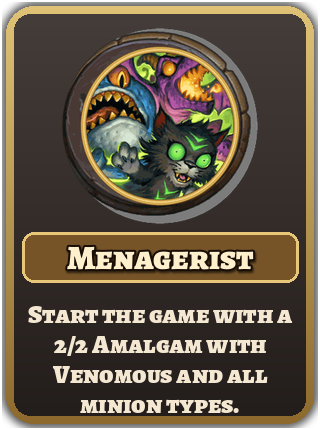 Menagerist
Start the game with a
2/2 Amalgam with
Venomous and all
minion types.